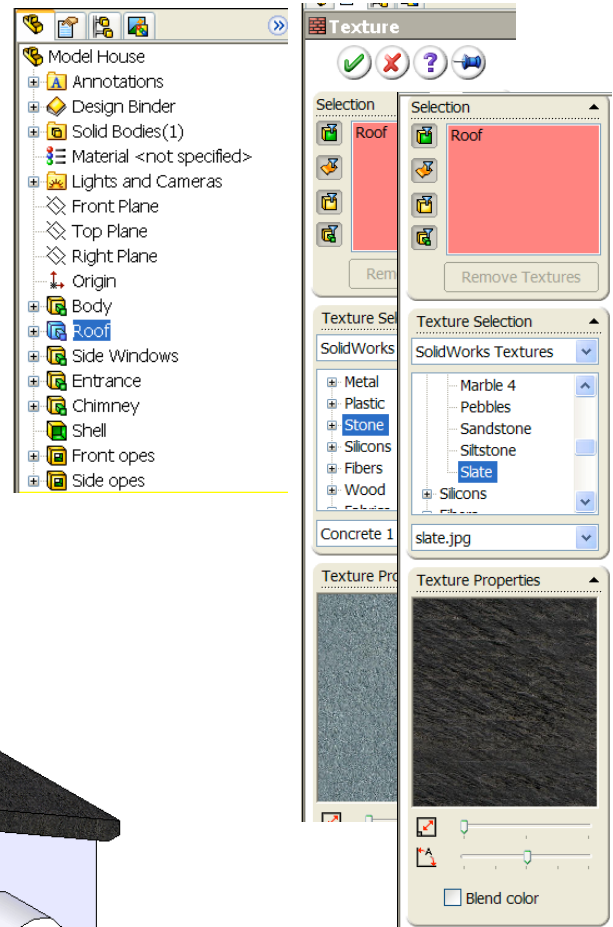 Model House
Annotations
Design Binder
Solid Bodies(1)
Material <not specified>
Lights and Cameras
Front Plane
Top Plane
Right Plane
Origin
Body
Roof
Side Windows
Entrance
Chimney
Shell
Front opes
Side opes
Texture
Selection
Roof
Rem
Texture Sel
SolidWorks
Metal
Plastic
Stone
Silicons
Fibers
Wood
Concrete 1
Texture Pro
Selection
Roof
Remove Textures
Texture Selection
SolidWorks Textures
Marble 4
Pebbles
Sandstone
Siltstone
Slate
Silicons
slate.jpg
Texture Properties
Blend color